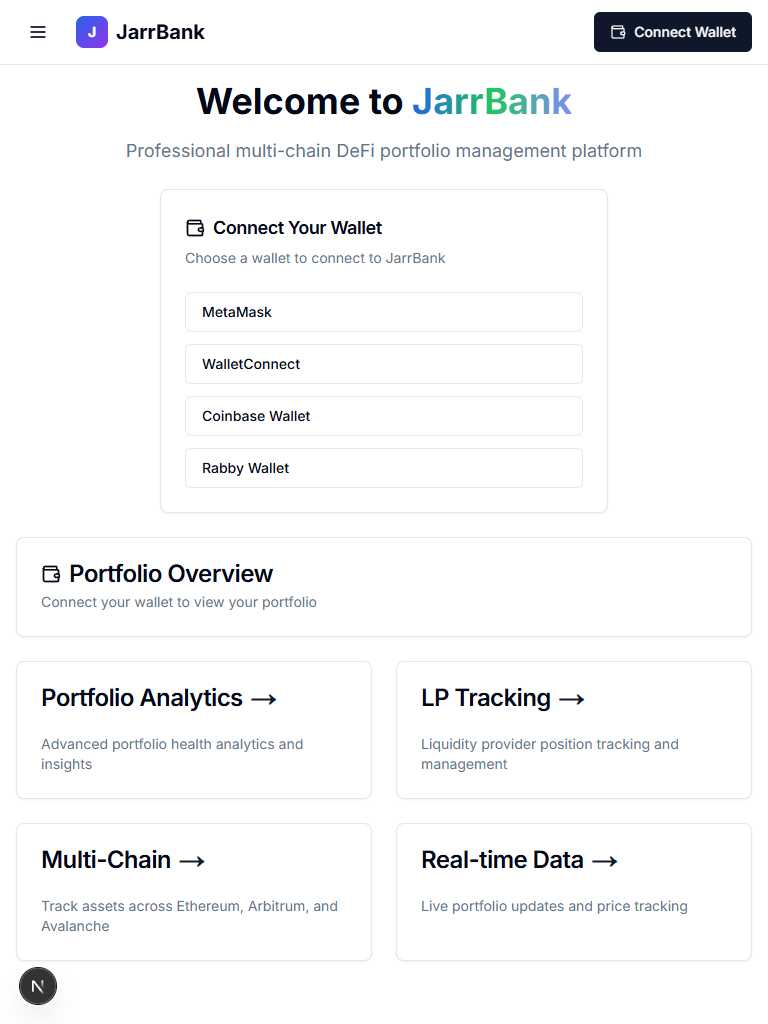 J JarrBank
Connect Wallet
Welcome to JarrBank
Professional multi-chain DeFi portfolio management platform
Connect Your Wallet
Choose a wallet to connect to JarrBank
MetaMask
WalletConnect
Coinbase Wallet
Rabby Wallet
Portfolio Overview
Connect your wallet to view your portfolio
Portfolio Analytics →
Advanced portfolio health analytics and
insights
LP Tracking →
Liquidity provider position tracking and
management
Multi-Chain →
Track assets across Ethereum, Arbitrum, and
Avalanche
Real-time Data →
Live portfolio updates and price tracking
N